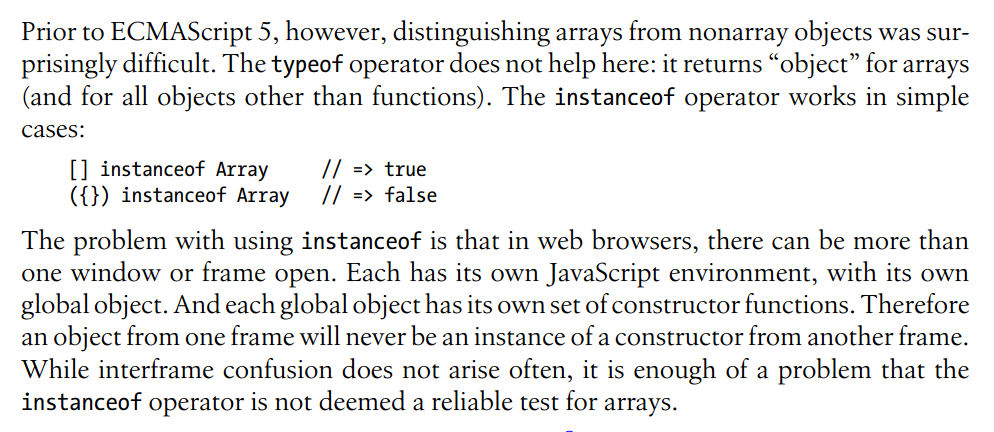 Prior to ECMAScript 5, however, distinguishing arrays from nonarray objects was sur-
prisingly difficult. The typeof operator does not help here: it returns “object” for arrays
(and for all objects other than functions). The instanceof operator works in simple
cases:
[] instanceof Array // => true
({}) instanceof Array // => false
The problem with using instanceof is that in web browsers, there can be more than
one window or frame open. Each has its own JavaScript environment, with its own
global object. And each global object has its own set of constructor functions. Therefore
an object from one frame will never be an instance of a constructor from another frame.
While interframe confusion does not arise often, it is enough of a problem that the
instanceof operator is not deemed a reliable test for arrays.